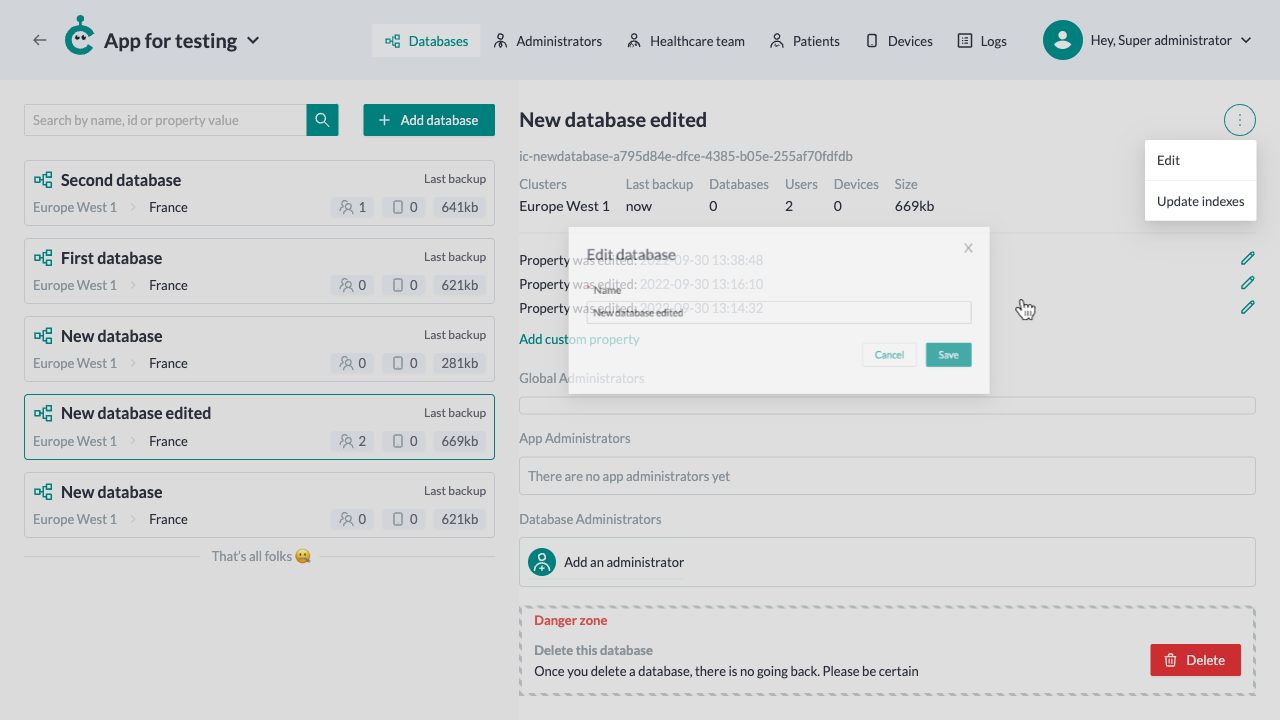 App for testing
Databases
Administrators
Healthcare team
Patients
Devices
Logs
Hey, Super administrator
Search by name, id or property value
Add database
Second database
Last backup
Europe West 1 France
1 0 641kb
First database
Last backup
Europe West 1 France
0 0 621kb
New database
Last backup
Europe West 1 France
0 0 281kb
New database edited
Last backup
Europe West 1 France
2 0 669kb
New database
Last backup
Europe West 1 France
0 0 621kb
That's all folks 🤐
New database edited
Edit
Update indexes
ic-newdatabase-a795d84e-dfce-4385-b05e-255af70fdfdb
Clusters Last backup Databases Users Devices Size
Europe West 1 now 0 2 0 669kb
Property was edited: 2022-09-30 13:38:48
Property was edited: 2022-09-30 13:16:10
Property was edited: 2022-09-30 13:14:32
Add custom property
Edit database
* Name
New database edited
Cancel Save
Global Administrators
App Administrators
There are no app administrators yet
Database Administrators
Add an administrator
Danger zone
Delete this database
Once you delete a database, there is no going back. Please be certain
Delete